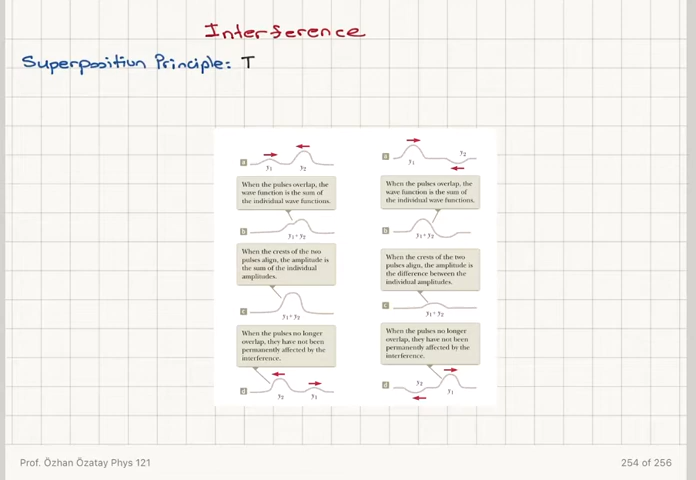 Interference
Superposition Principle: T
a
y1
y2
When the pulses overlap, the
wave function is the sum of
the individual wave functions.
b
y1+y2
When the crests of the two
pulses align, the amplitude is
the sum of the individual
amplitudes.
c
y1+y2
When the pulses no longer
overlap, they have not been
permanently affected by the
interference.
d
y2
y1
a
y1
y2
When the pulses overlap, the
wave function is the sum of
the individual wave functions.
b
y1+y2
When the crests of the two
pulses align, the amplitude is
the difference between the
individual amplitudes.
c
y1+y2
When the pulses no longer
overlap, they have not been
permanently affected by the
interference.
d
y2
y1
Prof. Özhan Özatay Phys 121
254 of 256